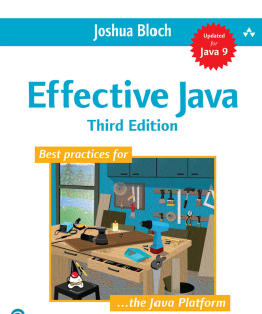 Joshua Bloch
Updated
for
Java 9
Effective Java
Third Edition
Best practices for
...the Java Platform